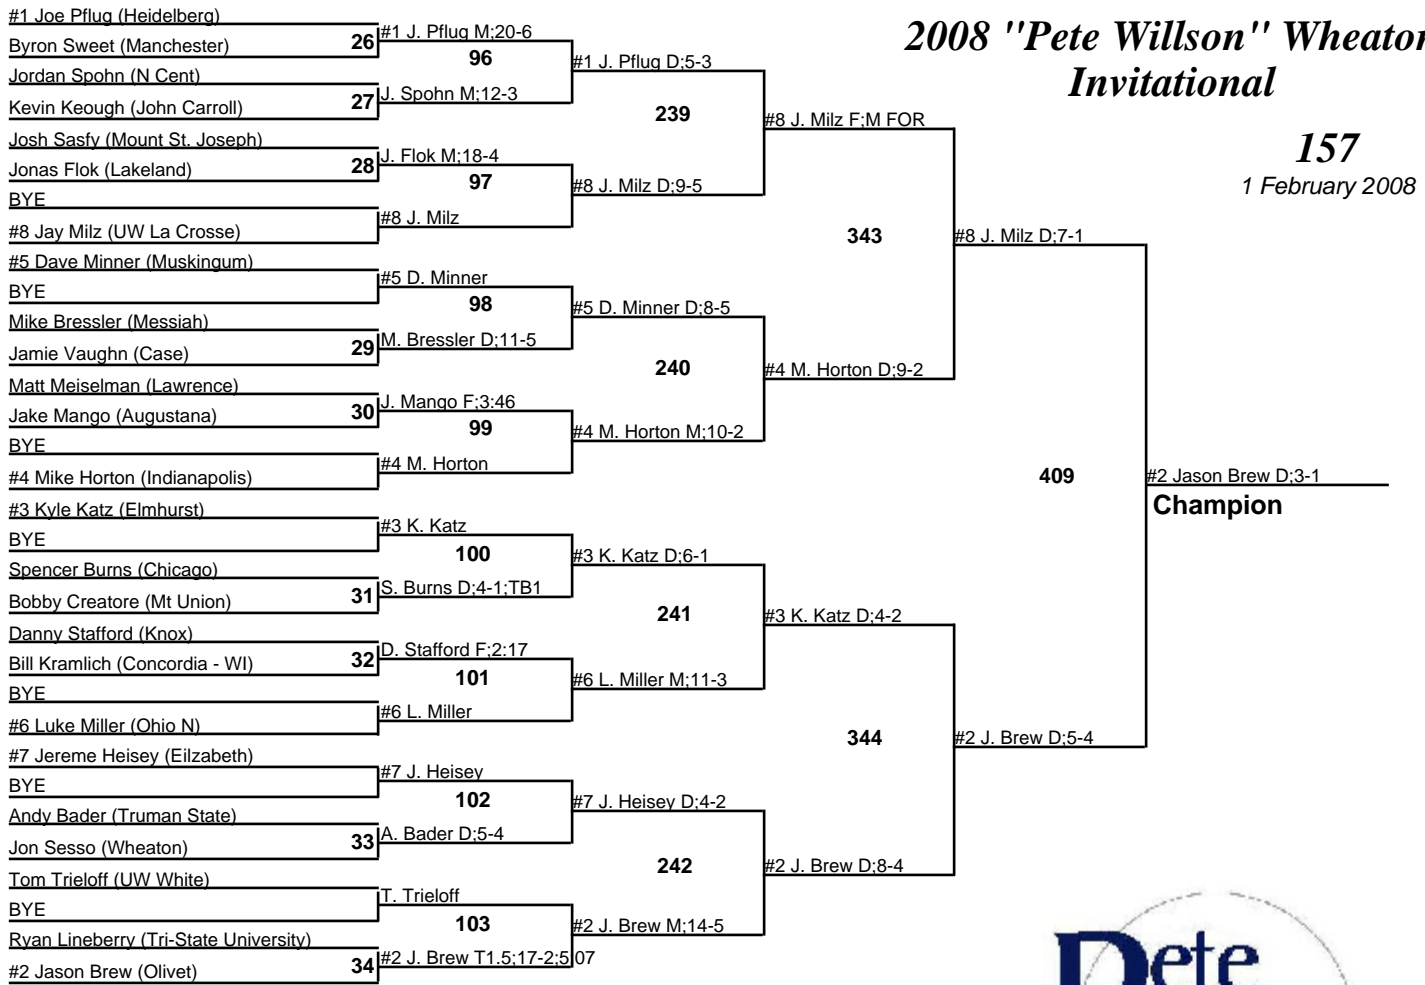 2008 "Pete Willson" Wheaton
Invitational
157
1 February 2008
#1 Joe Pflug (Heidelberg)
Byron Sweet (Manchester)
Jordan Spohn (N Cent)
Kevin Keough (John Carroll)
Josh Sasfy (Mount St. Joseph)
Jonas Flok (Lakeland)
BYE
#8 Jay Milz (UW La Crosse)
#5 Dave Minner (Muskingum)
BYE
Mike Bressler (Messiah)
Jamie Vaughn (Case)
Matt Meiselman (Lawrence)
Jake Mango (Augustana)
BYE
#4 Mike Horton (Indianapolis)
#3 Kyle Katz (Elmhurst)
BYE
Spencer Burns (Chicago)
Bobby Creatore (Mt Union)
Danny Stafford (Knox)
Bill Kramlich (Concordia - WI)
BYE
#6 Luke Miller (Ohio N)
#7 Jereme Heisey (Eilzabeth)
BYE
Andy Bader (Truman State)
Jon Sesso (Wheaton)
Tom Trieloff (UW White)
BYE
Ryan Lineberry (Tri-State University)
#2 Jason Brew (Olivet)
26
27
28
29
30
31
32
33
34
#1 J. Pflug M;20-6
96
J. Spohn M;12-3
J. Flok M;18-4
97
#8 J. Milz
#5 D. Minner
98
M. Bressler D;11-5
J. Mango F;3:46
99
#4 M. Horton
#3 K. Katz
100
S. Burns D;4-1;TB1
D. Stafford F;2:17
101
#6 L. Miller
#7 J. Heisey
102
A. Bader D;5-4
T. Trieloff
103
#2 J. Brew T1.5;17-2;5:07
#1 J. Pflug D;5-3
239
#8 J. Milz D;9-5
#5 D. Minner D;8-5
240
#4 M. Horton M;10-2
#3 K. Katz D;6-1
241
#6 L. Miller M;11-3
#7 J. Heisey D;4-2
242
#2 J. Brew M;14-5
#8 J. Milz F;M FOR
343
#4 M. Horton D;9-2
#3 K. Katz D;4-2
344
#2 J. Brew D;8-4
#8 J. Milz D;7-1
409
#2 J. Brew D;5-4
#2 Jason Brew D;3-1
Champion
Pete